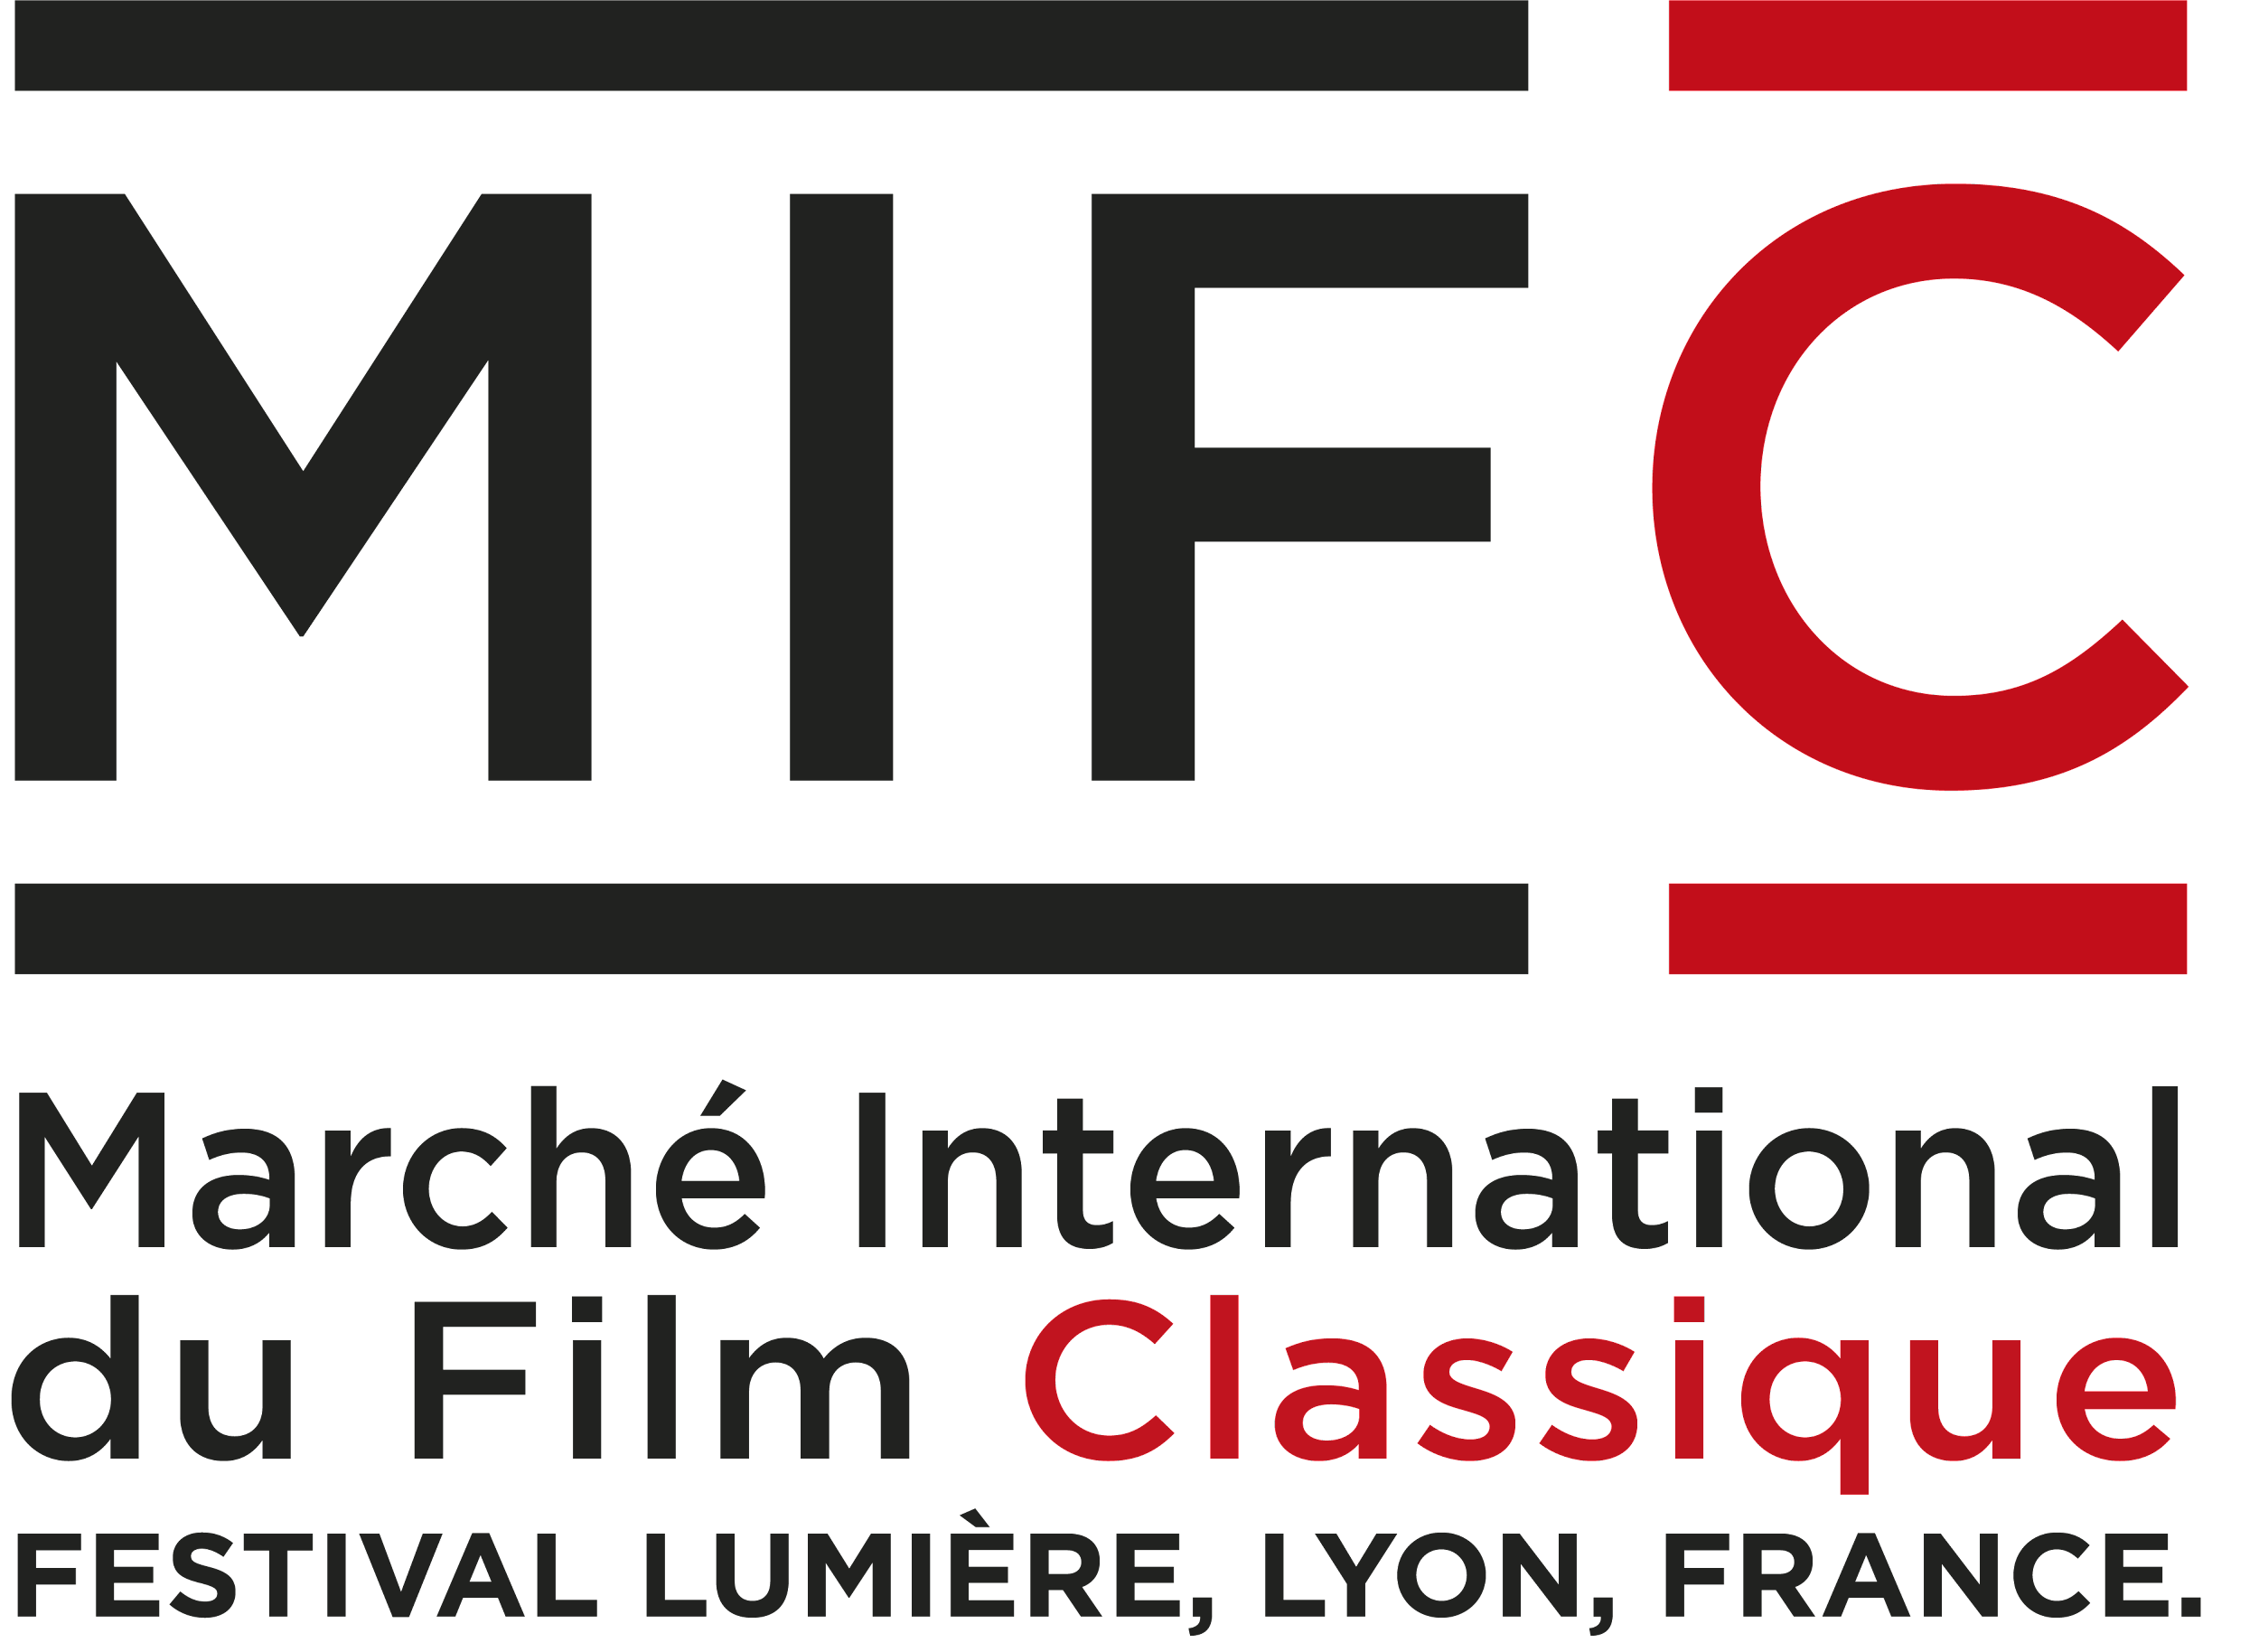 MIFC
Marché International
du Film Classique
FESTIVAL LUMIÈRE, LYON, FRANCE.